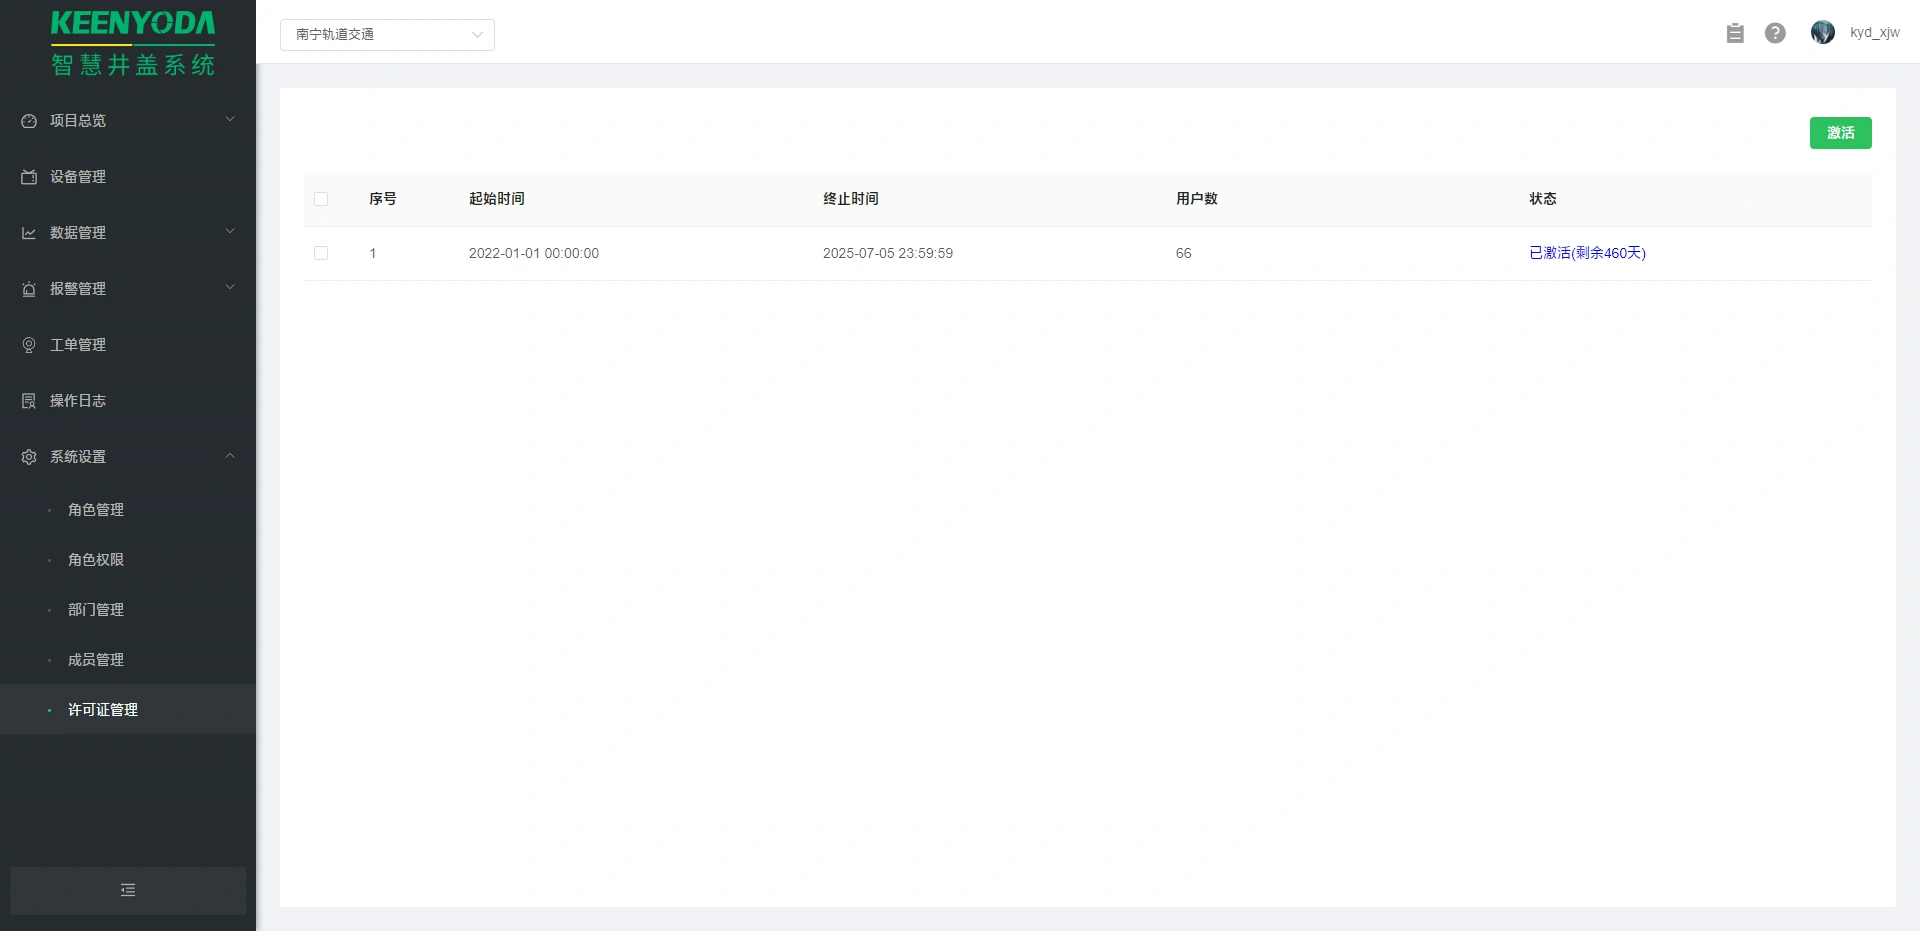 KEENYODA
智慧井盖系统
南宁轨道交通
kyd_xjw
项目总览
设备管理
数据管理
报警管理
工单管理
操作日志
系统设置
角色管理
角色权限
部门管理
成员管理
许可证管理
激活
序号 起始时间 终止时间 用户数 状态
1 2022-01-01 00:00:00 2025-07-05 23:59:59 66 已激活(剩余460天)